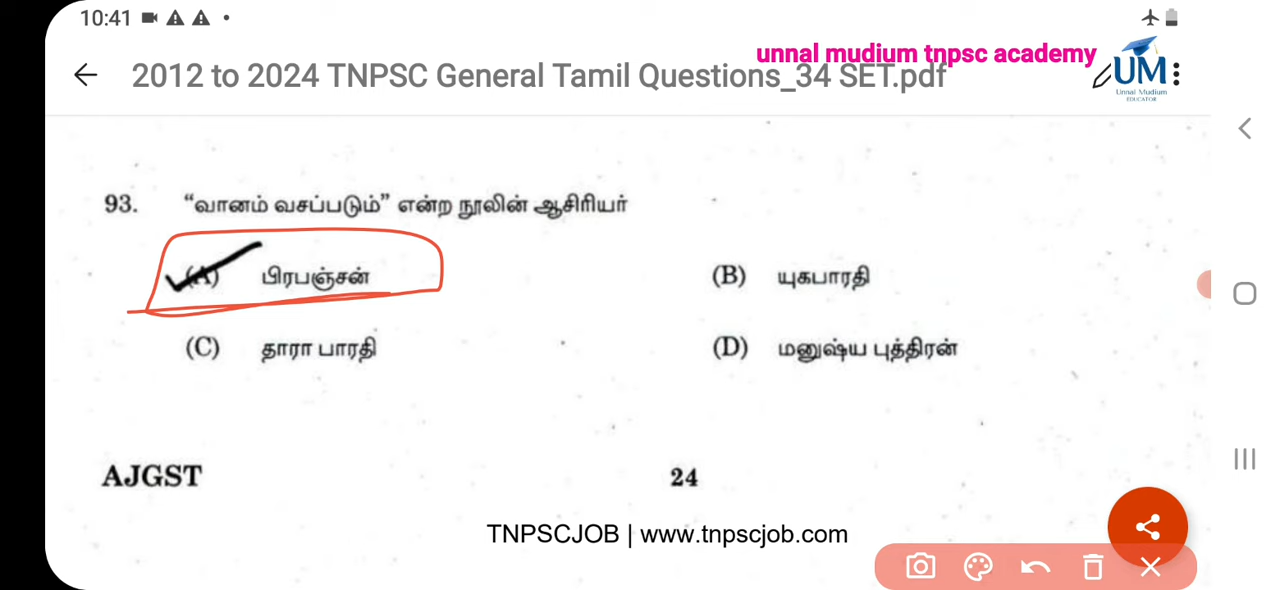 10:41
unnal mudium tnpsc academy
2012 to 2024 TNPSC General Tamil Questions_34 SET.pdf
UM
Unnal Mudium
EDUCATOR
93. “வானம் வசப்படும்” என்ற நூலின் ஆசிரியர்
(A) பிரபஞ்சன் (B) யுகபாரதி
(C) தாரா பாரதி (D) மனுஷ்ய புத்திரன்
AJGST 24
TNPSCJOB | www.tnpscjob.com